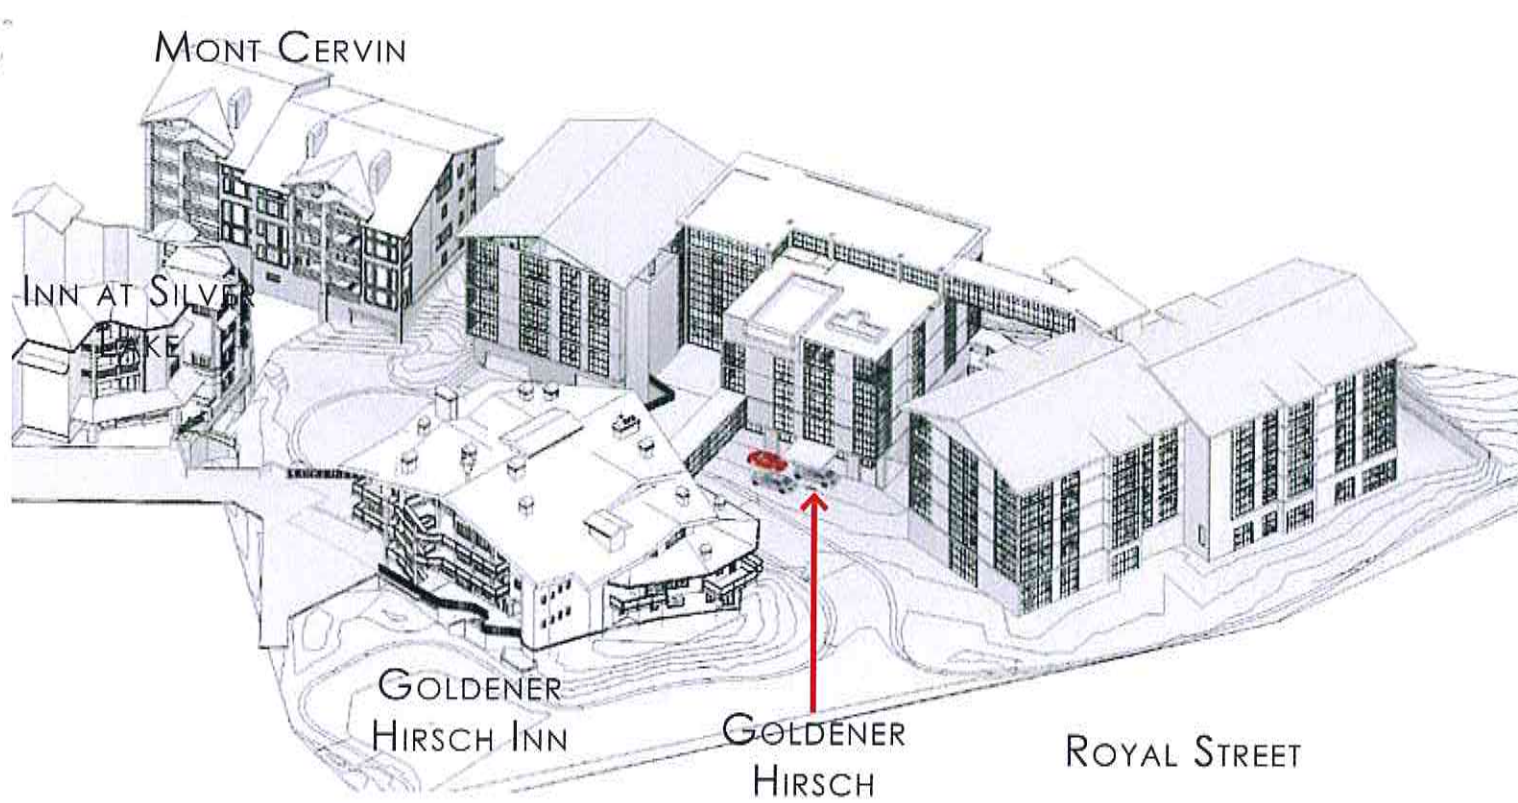 MONT CERVIN
INN AT SILVER
LAKE
GOLDENER
HIRSCH INN
GOLDENER
HIRSCH
ROYAL STREET